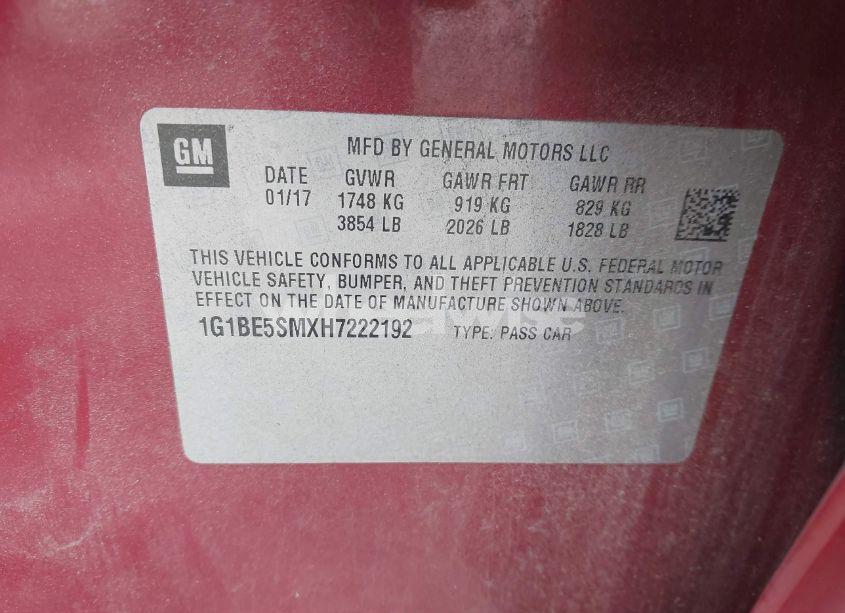 GM
MFD BY GENERAL MOTORS LLC
DATE GVWR GAWR FRT GAWR RR
01/17 1748 KG 919 KG 829 KG
3854 LB 2026 LB 1828 LB
THIS VEHICLE CONFORMS TO ALL APPLICABLE U.S. FEDERAL MOTOR
VEHICLE SAFETY, BUMPER, AND THEFT PREVENTION STANDARDS IN
EFFECT ON THE DATE OF MANUFACTURE SHOWN ABOVE.
1G1BE5SMXH7222192 TYPE: PASS CAR